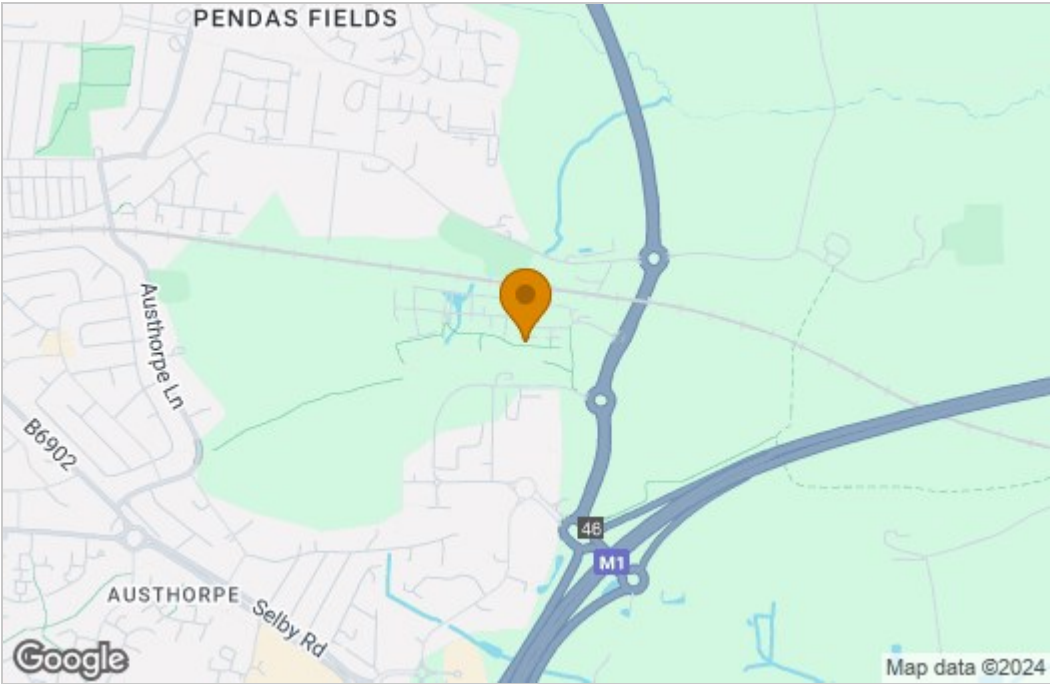 PENDAS FIELDS
Austhorpe Ln
B6902
46
M1
AUSTHORPE
Selby Rd
Google
Map data ©2024